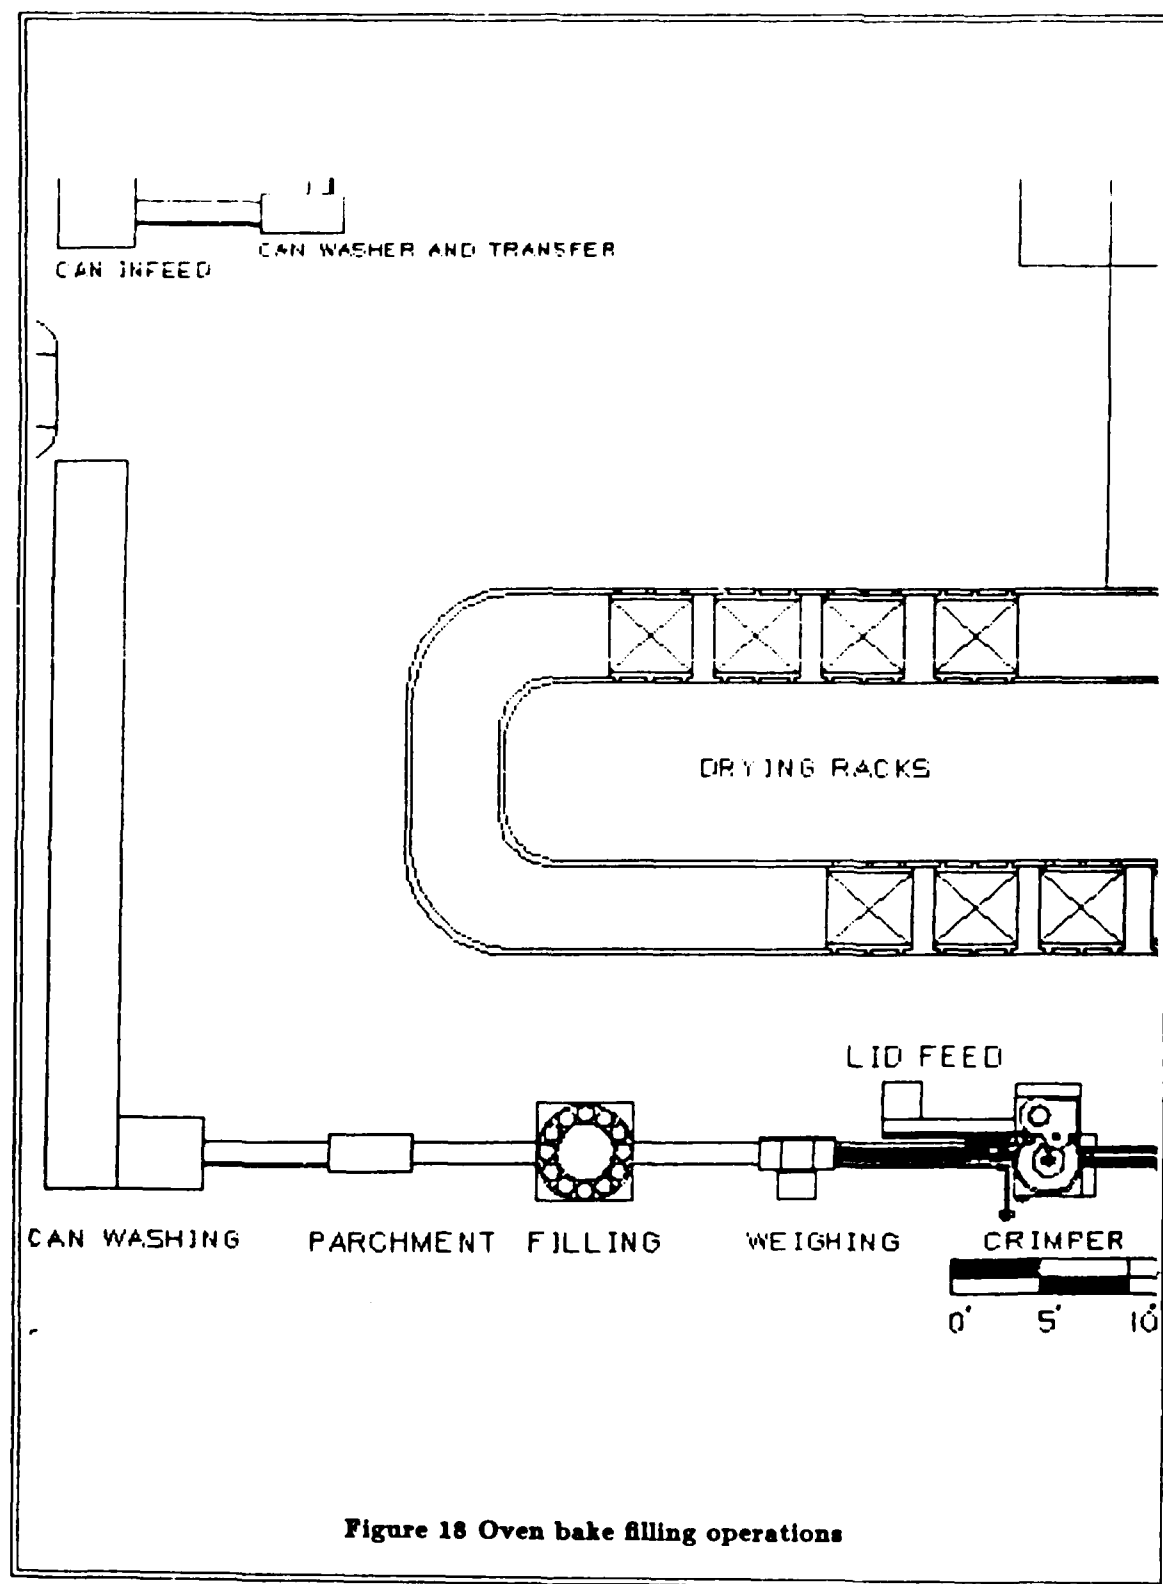 CAN WASHER AND TRANSFER
CAN INFEED
DRYING RACKS
LID FEED
CAN WASHING PARCHMENT FILLING WEIGHING CRIMPER
0' 5' 10'
Figure 18 Oven bake filling operations